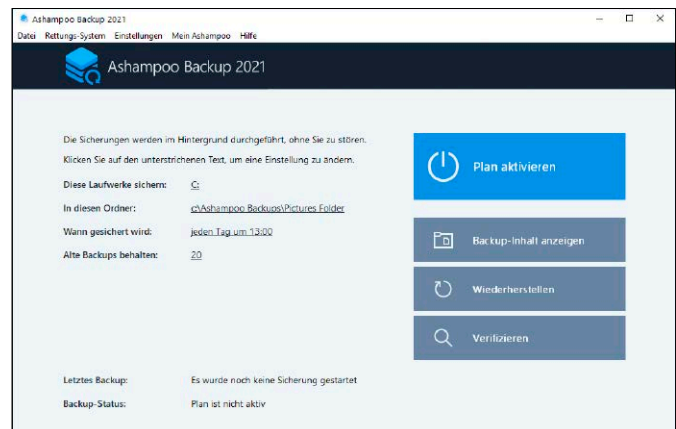 Ashampoo Backup 2021
Datei Rettungs-System Einstellungen Mein Ashampoo Hilfe
Ashampoo Backup 2021
Die Sicherungen werden im Hintergrund durchgeführt, ohne Sie zu stören.
Klicken Sie auf den unterstrichenen Text, um eine Einstellung zu ändern.
Diese Laufwerke sichern: C:
In diesen Ordner: c:\Ashampoo Backups\Pictures Folder
Wann gesichert wird: jeden Tag um 13:00
Alte Backups behalten: 20
Plan aktivieren
Backup-Inhalt anzeigen
Wiederherstellen
Verifizieren
Letztes Backup: Es wurde noch keine Sicherung gestartet
Backup-Status: Plan ist nicht aktiv